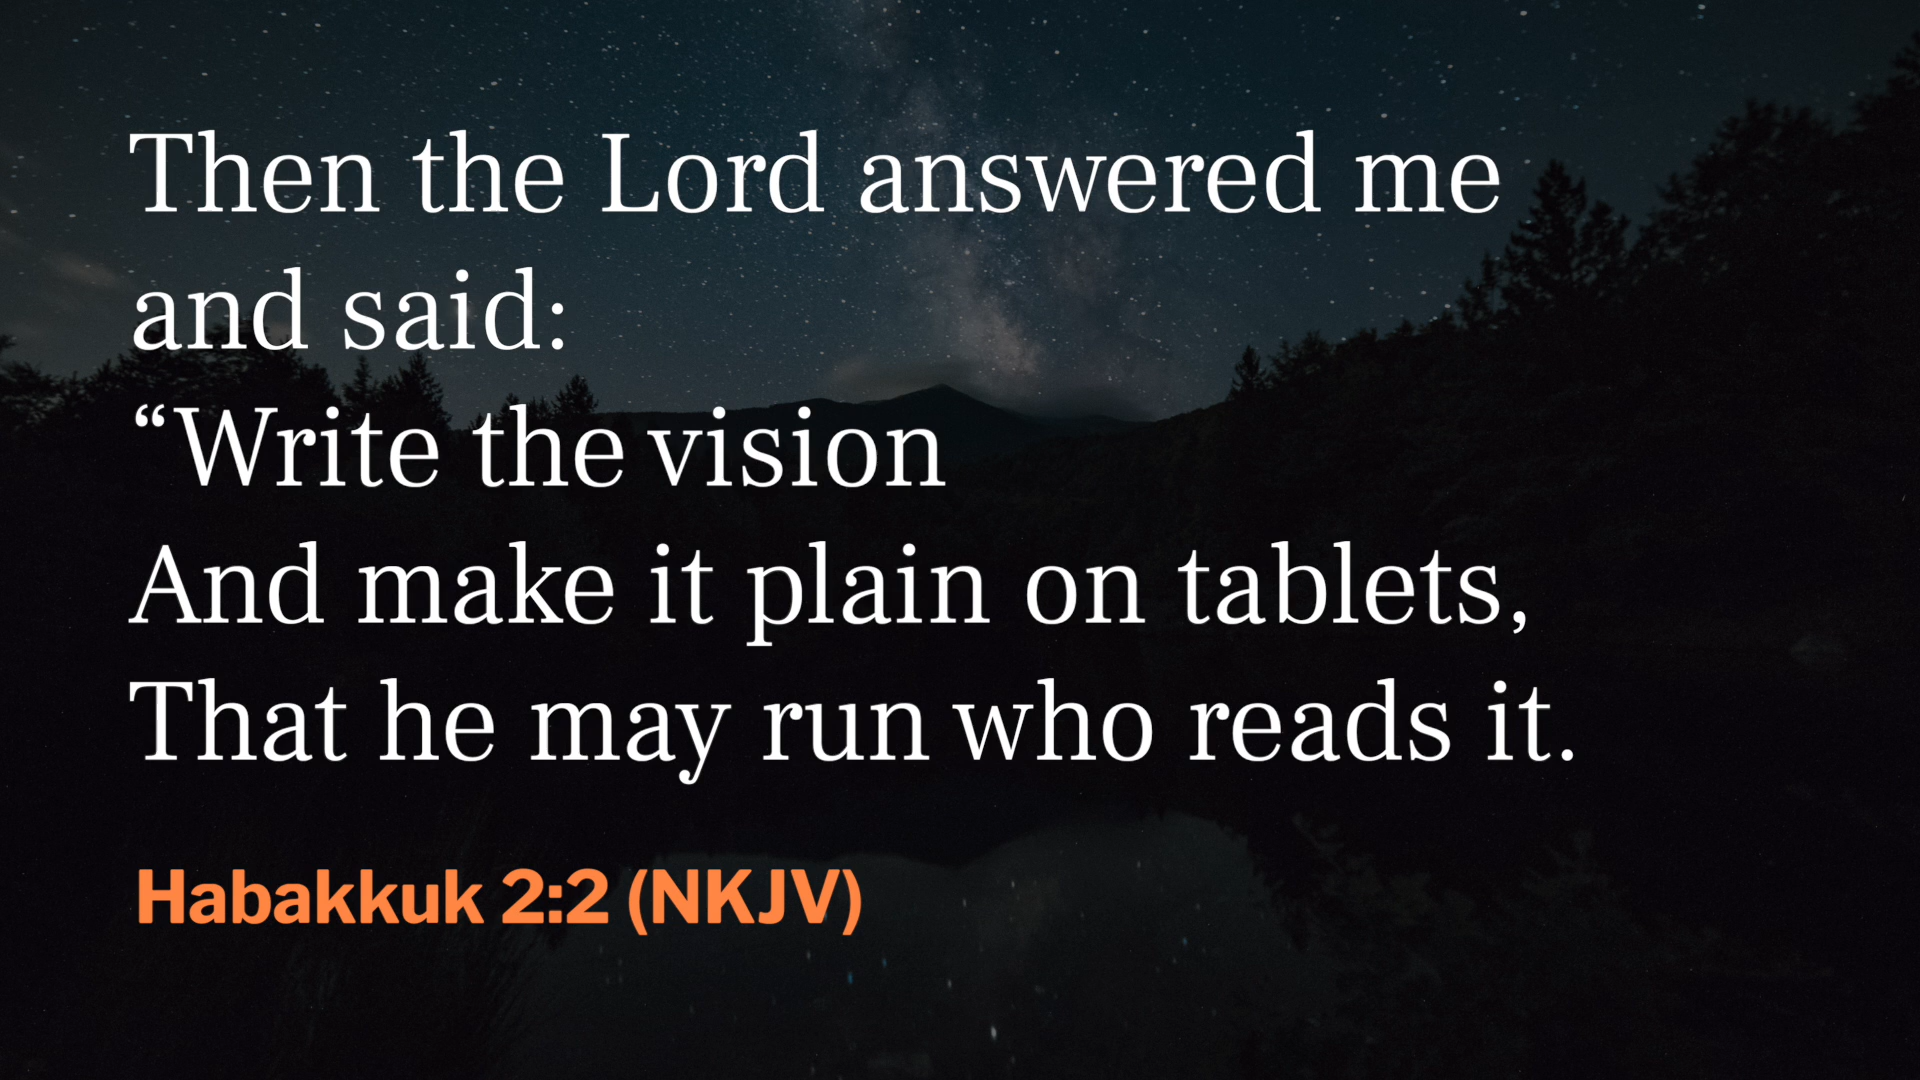 Then the Lord answered me
and said:
“Write the vision
And make it plain on tablets,
That he may run who reads it.
Habakkuk 2:2 (NKJV)